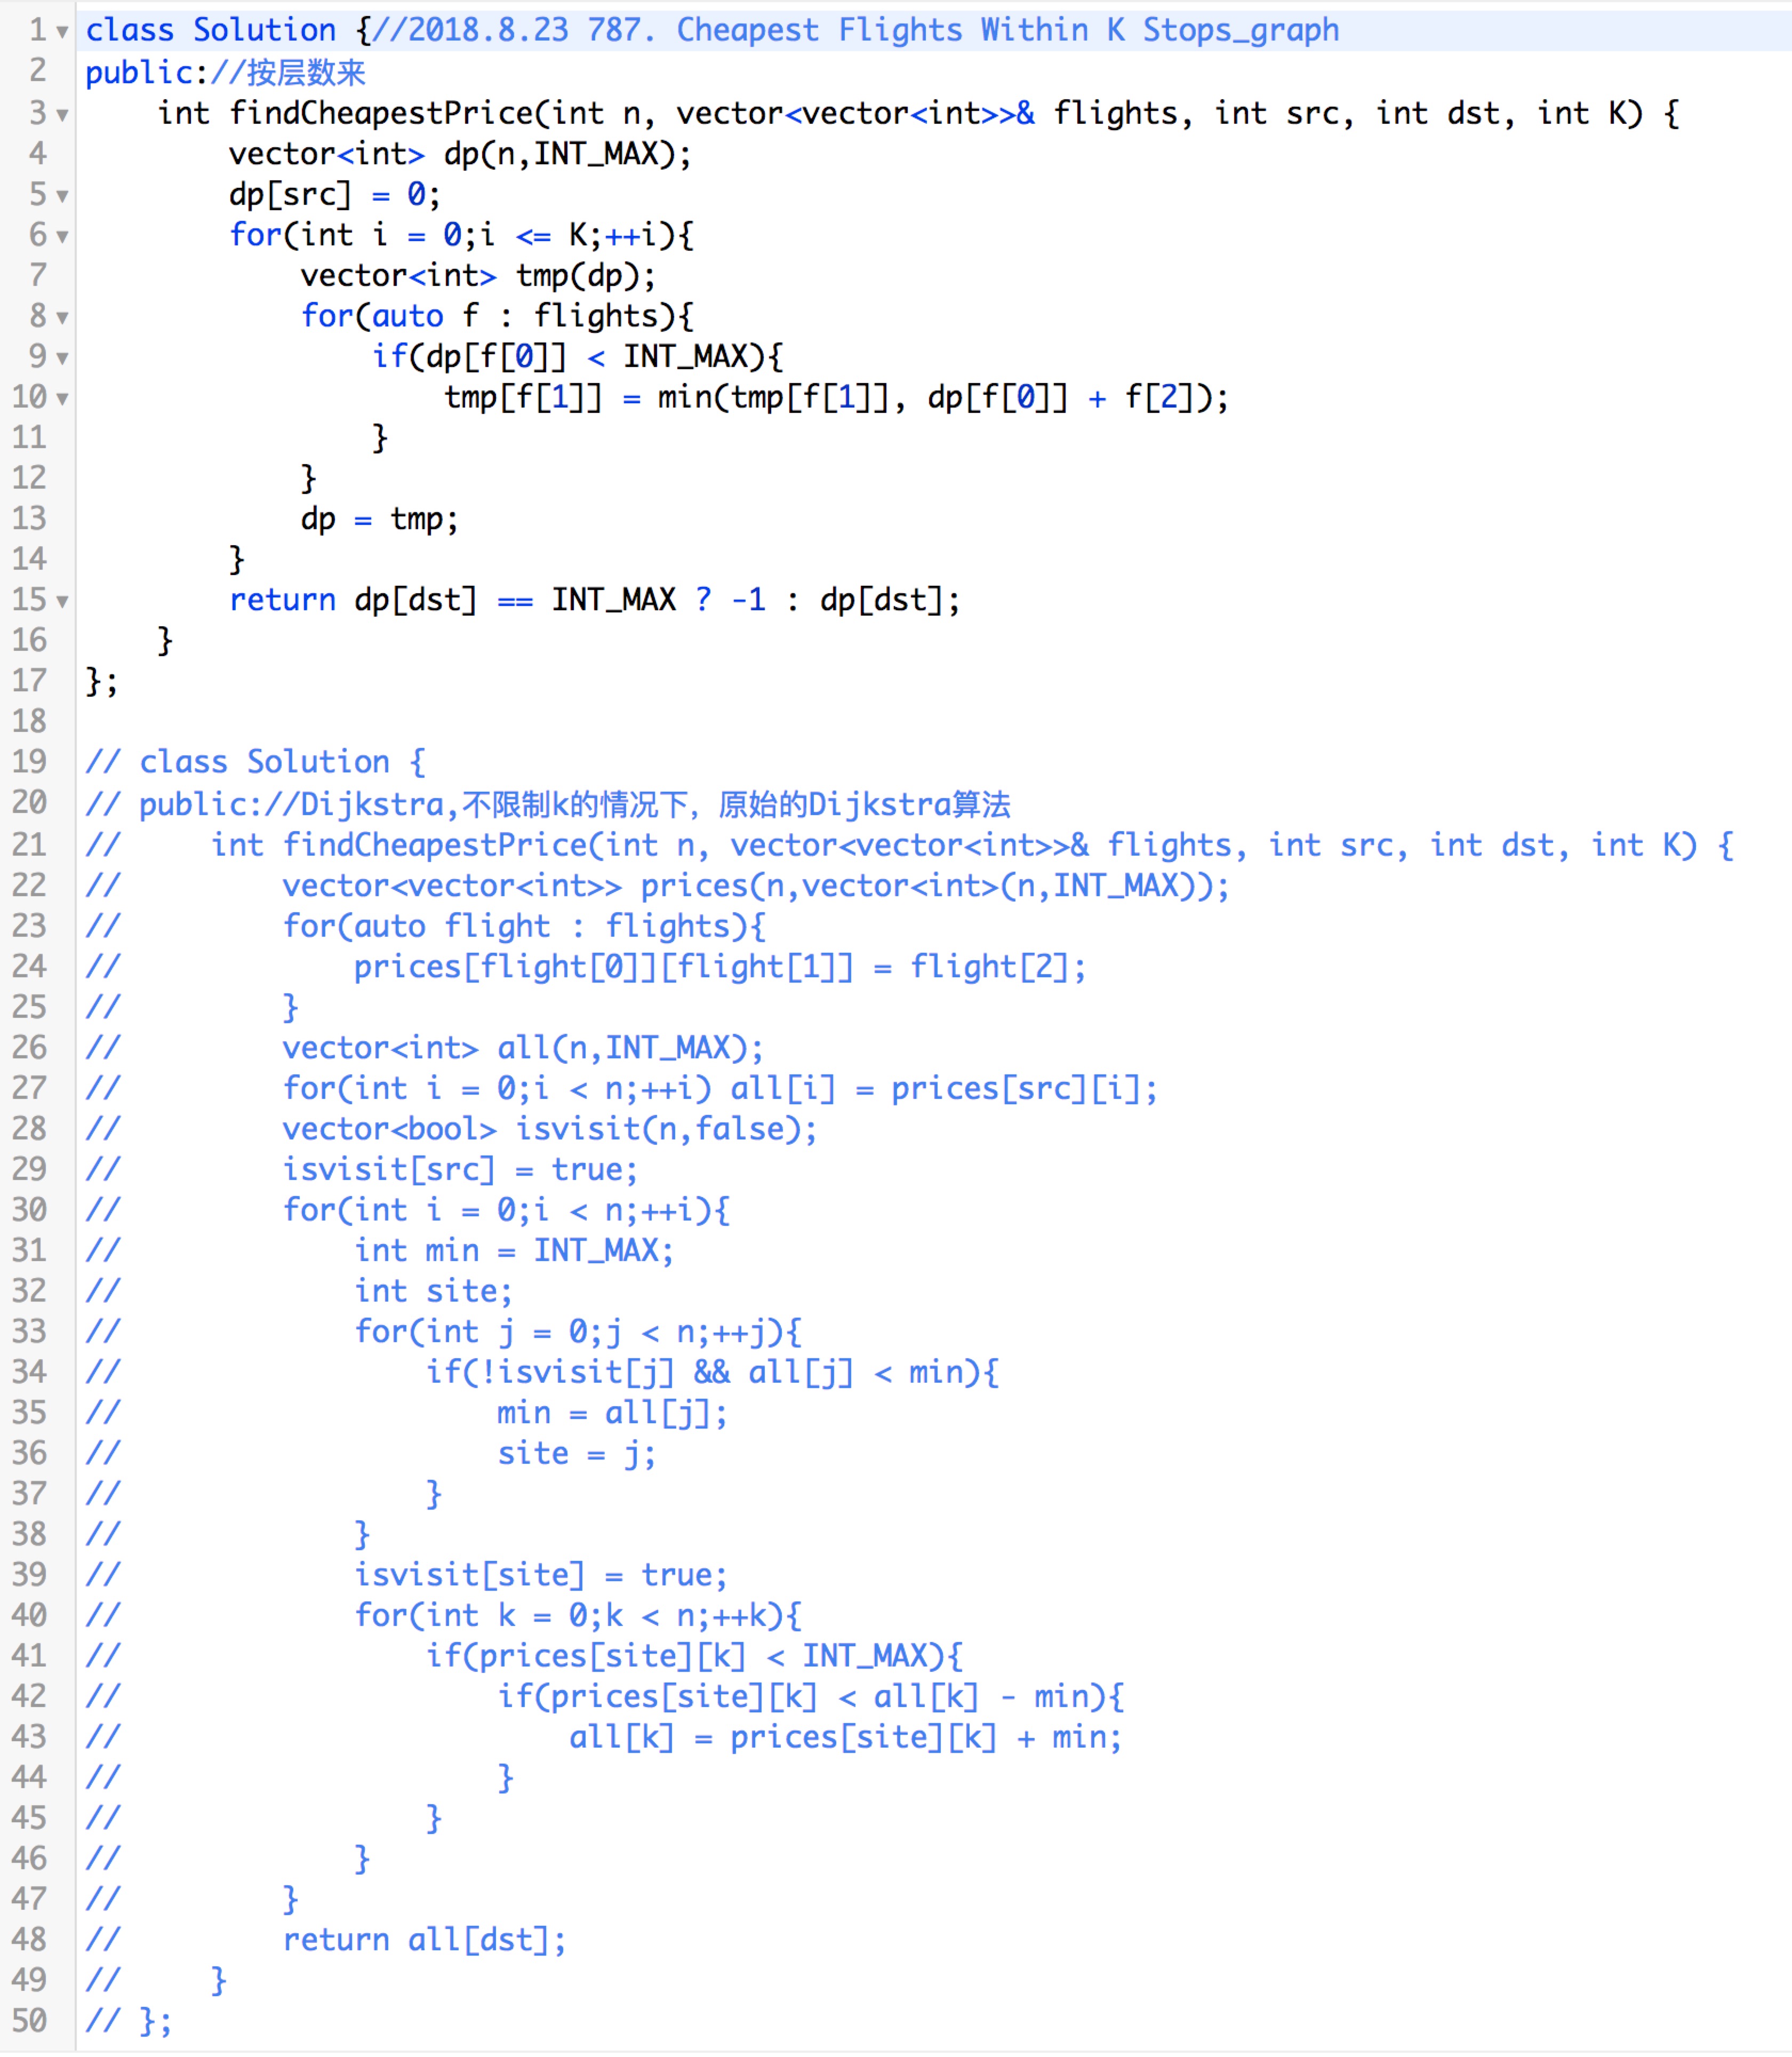 1 class Solution {//2018.8.23 787. Cheapest Flights Within K Stops_graph
2 public://按层数来
3     int findCheapestPrice(int n, vector<vector<int>>& flights, int src, int dst, int K) {
4         vector<int> dp(n,INT_MAX);
5         dp[src] = 0;
6         for(int i = 0;i <= K;++i){
7             vector<int> tmp(dp);
8             for(auto f : flights){
9                 if(dp[f[0]] < INT_MAX){
10                     tmp[f[1]] = min(tmp[f[1]], dp[f[0]] + f[2]);
11                 }
12             }
13             dp = tmp;
14         }
15         return dp[dst] == INT_MAX ? -1 : dp[dst];
16     }
17 };
18
19 // class Solution {
20 // public://Dijkstra,不限制k的情况下，原始的Dijkstra算法
21 //     int findCheapestPrice(int n, vector<vector<int>>& flights, int src, int dst, int K) {
22 //         vector<vector<int>> prices(n,vector<int>(n,INT_MAX));
23 //         for(auto flight : flights){
24 //             prices[flight[0]][flight[1]] = flight[2];
25 //         }
26 //         vector<int> all(n,INT_MAX);
27 //         for(int i = 0;i < n;++i) all[i] = prices[src][i];
28 //         vector<bool> isvisit(n,false);
29 //         isvisit[src] = true;
30 //         for(int i = 0;i < n;++i){
31 //             int min = INT_MAX;
32 //             int site;
33 //             for(int j = 0;j < n;++j){
34 //                 if(!isvisit[j] && all[j] < min){
35 //                     min = all[j];
36 //                     site = j;
37 //                 }
38 //             }
39 //             isvisit[site] = true;
40 //             for(int k = 0;k < n;++k){
41 //                 if(prices[site][k] < INT_MAX){
42 //                     if(prices[site][k] < all[k] - min){
43 //                         all[k] = prices[site][k] + min;
44 //                     }
45 //                 }
46 //             }
47 //         }
48 //         return all[dst];
49 //     }
50 // };